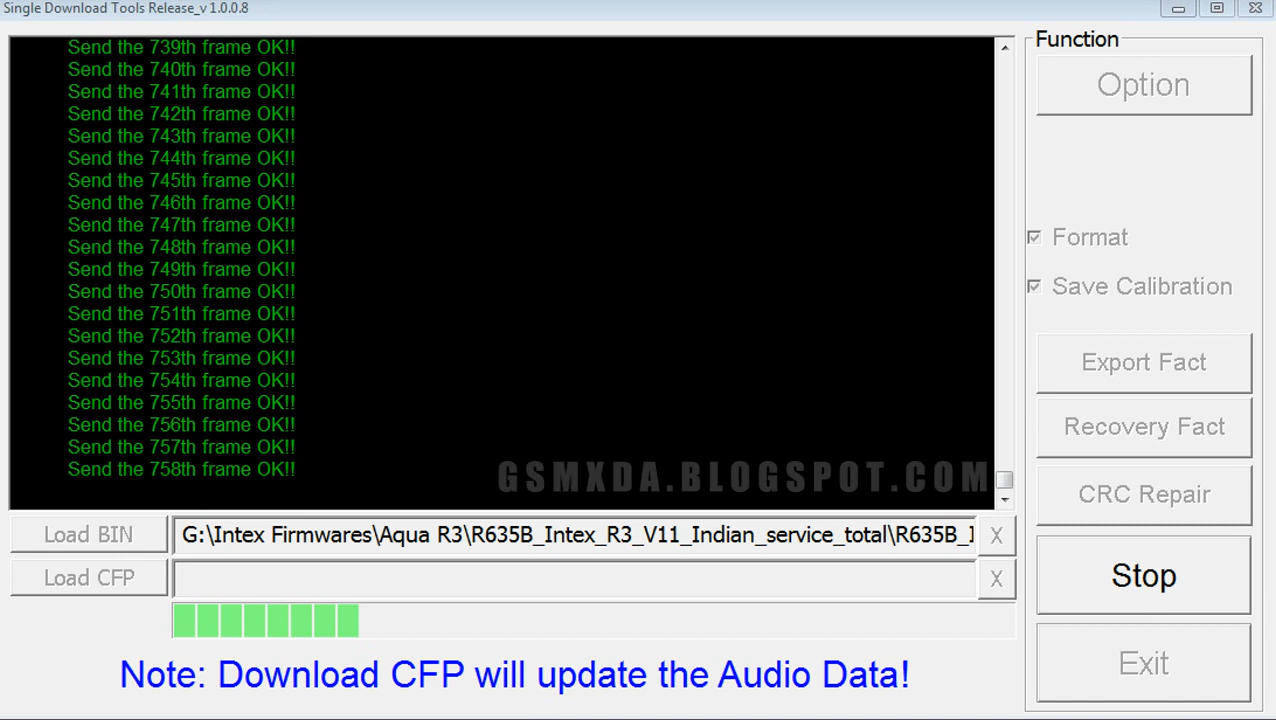 Single Download Tools Release_v 1.0.0.8
Send the 739th frame OK!!
Send the 740th frame OK!!
Send the 741th frame OK!!
Send the 742th frame OK!!
Send the 743th frame OK!!
Send the 744th frame OK!!
Send the 745th frame OK!!
Send the 746th frame OK!!
Send the 747th frame OK!!
Send the 748th frame OK!!
Send the 749th frame OK!!
Send the 750th frame OK!!
Send the 751th frame OK!!
Send the 752th frame OK!!
Send the 753th frame OK!!
Send the 754th frame OK!!
Send the 755th frame OK!!
Send the 756th frame OK!!
Send the 757th frame OK!!
Send the 758th frame OK!!
GSMXDA.BLOGSPOT.COM
Load BIN
G:\Intex Firmwares\Aqua R3\R635B_Intex_R3_V11_Indian_service_total\R635B_I
X
Load CFP
X
Note: Download CFP will update the Audio Data!
Function
Option
Format
Save Calibration
Export Fact
Recovery Fact
CRC Repair
Stop
Exit